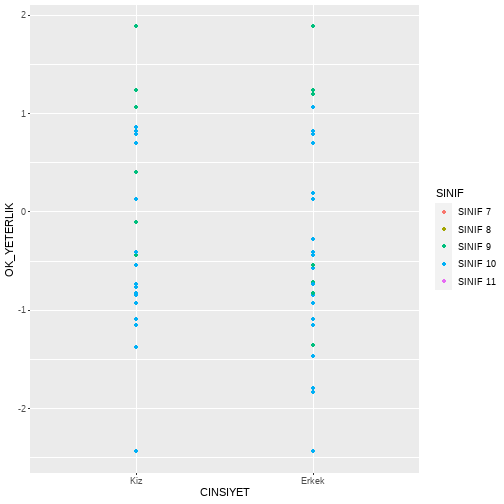 2
1
0
-1
-2
OK_YETERLIK
Kiz
Erkek
CINSIYET
SINIF
SINIF 7
SINIF 8
SINIF 9
SINIF 10
SINIF 11